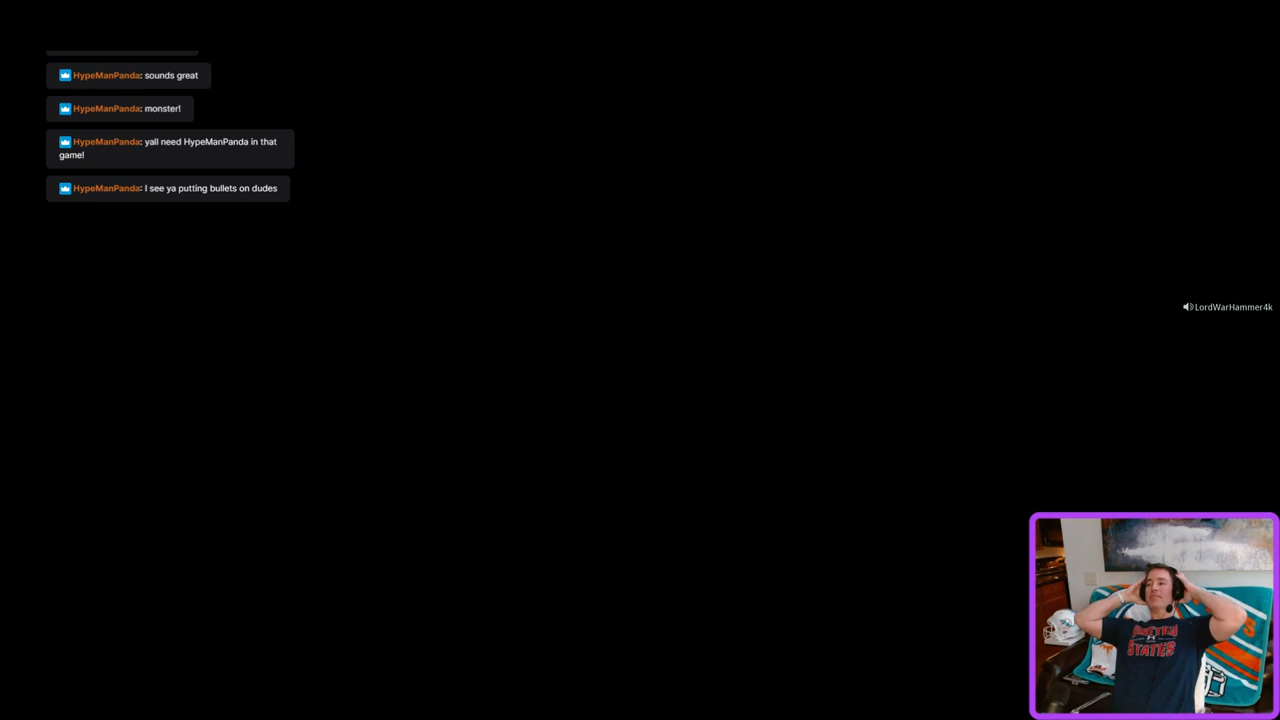 HypeManPanda: sounds great
HypeManPanda: monster!
HypeManPanda: yall need HypeManPanda in that
game!
HypeManPanda: I see ya putting bullets on dudes
LordWarHammer4k
UNITED
STATES